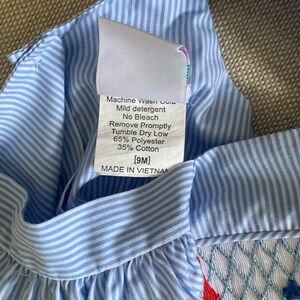 Machine Wash Cold
Mild detergent
No Bleach
Remove Promptly
Tumble Dry Low
65% Polyester
35% Cotton
[9M]
MADE IN VIETNAM